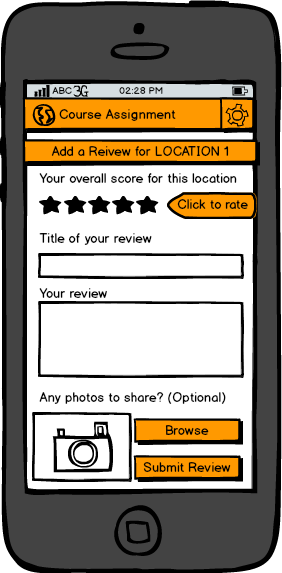 ABC 3G 02:28 PM
Course Assignment
Add a Reivew for LOCATION 1
Your overall score for this location
Click to rate
Title of your review
Your review
Any photos to share? (Optional)
Browse
Submit Review